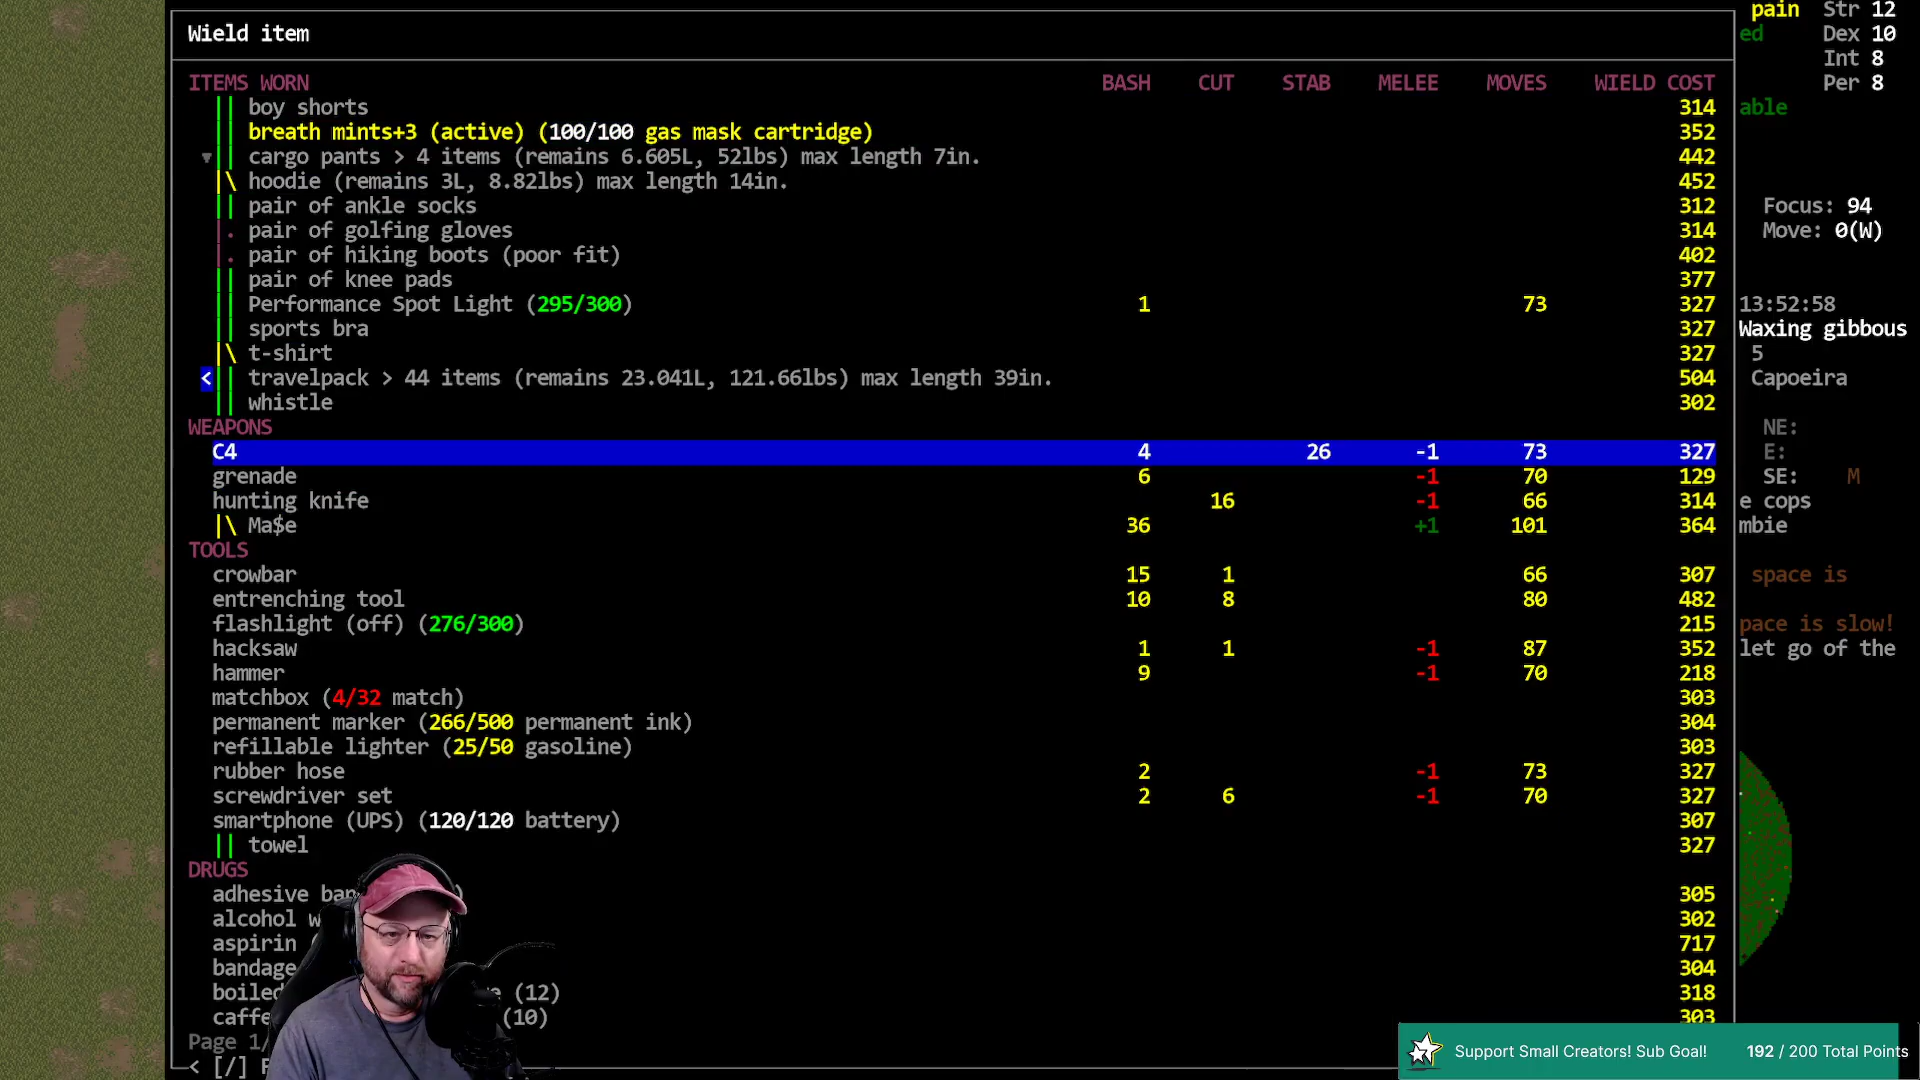 Wield item
pain Str 12
ed Dex 10
Int 8
Per 8
able
ITEMS WORN BASH CUT STAB MELEE MOVES WIELD COST
boy shorts 314
breath mints+3 (active) (100/100 gas mask cartridge) 352
▼ || > cargo pants > 4 items (remains 6.605L, 52lbs) max length 7in. 442
|\ hoodie (remains 3L, 8.82lbs) max length 14in. 452
|| pair of ankle socks 312
|. pair of golfing gloves 314
|. pair of hiking boots (poor fit) 402
|| pair of knee pads 377
|| Performance Spot Light (295/300) 1 73 327
|| sports bra 327
|\ t-shirt 327
< || travelpack > 44 items (remains 23.041L, 121.66lbs) max length 39in. 504
|| whistle 302
Focus: 94
Move: 0(W)
13:52:58
Waxing gibbous
5
Capoeira
WEAPONS
C4 4 26 -1 73 327
grenade 6 -1 70 129
hunting knife 16 -1 66 314
|\ Ma$e 36 +1 101 364
NE:
E:
SE: M
e cops
mbie
TOOLS
crowbar 15 1 66 307
entrenching tool 10 8 80 482
flashlight (off) (276/300) 215
hacksaw 1 1 -1 87 352
hammer 9 -1 70 218
matchbox (4/32 match) 303
permanent marker (266/500 permanent ink) 304
refillable lighter (25/50 gasoline) 303
rubber hose 2 -1 73 327
screwdriver set 2 6 -1 70 327
smartphone (UPS) (120/120 battery) 307
|| towel 327
space is
pace is slow!
let go of the
DRUGS
adhesive 305
alcohol 302
aspirin 717
bandage 304
boiled (12) 318
(10) 303
Page 1/
< [/]
Support Small Creators! Sub Goal! 192 / 200 Total Points